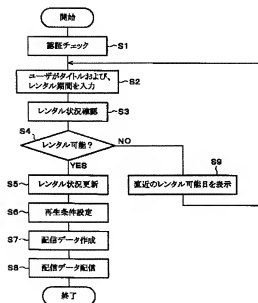 開始
認証チェック
S1
ユーザがタイトルおよび、
レンタル期間を入力
S2
レンタル状況確認
S3
S4
レンタル可能?
NO
YES
S9
直近のレンタル可能日を表示
S5
レンタル状況更新
S6
再生条件設定
S7
配信データ作成
S8
配信データ配信
終了